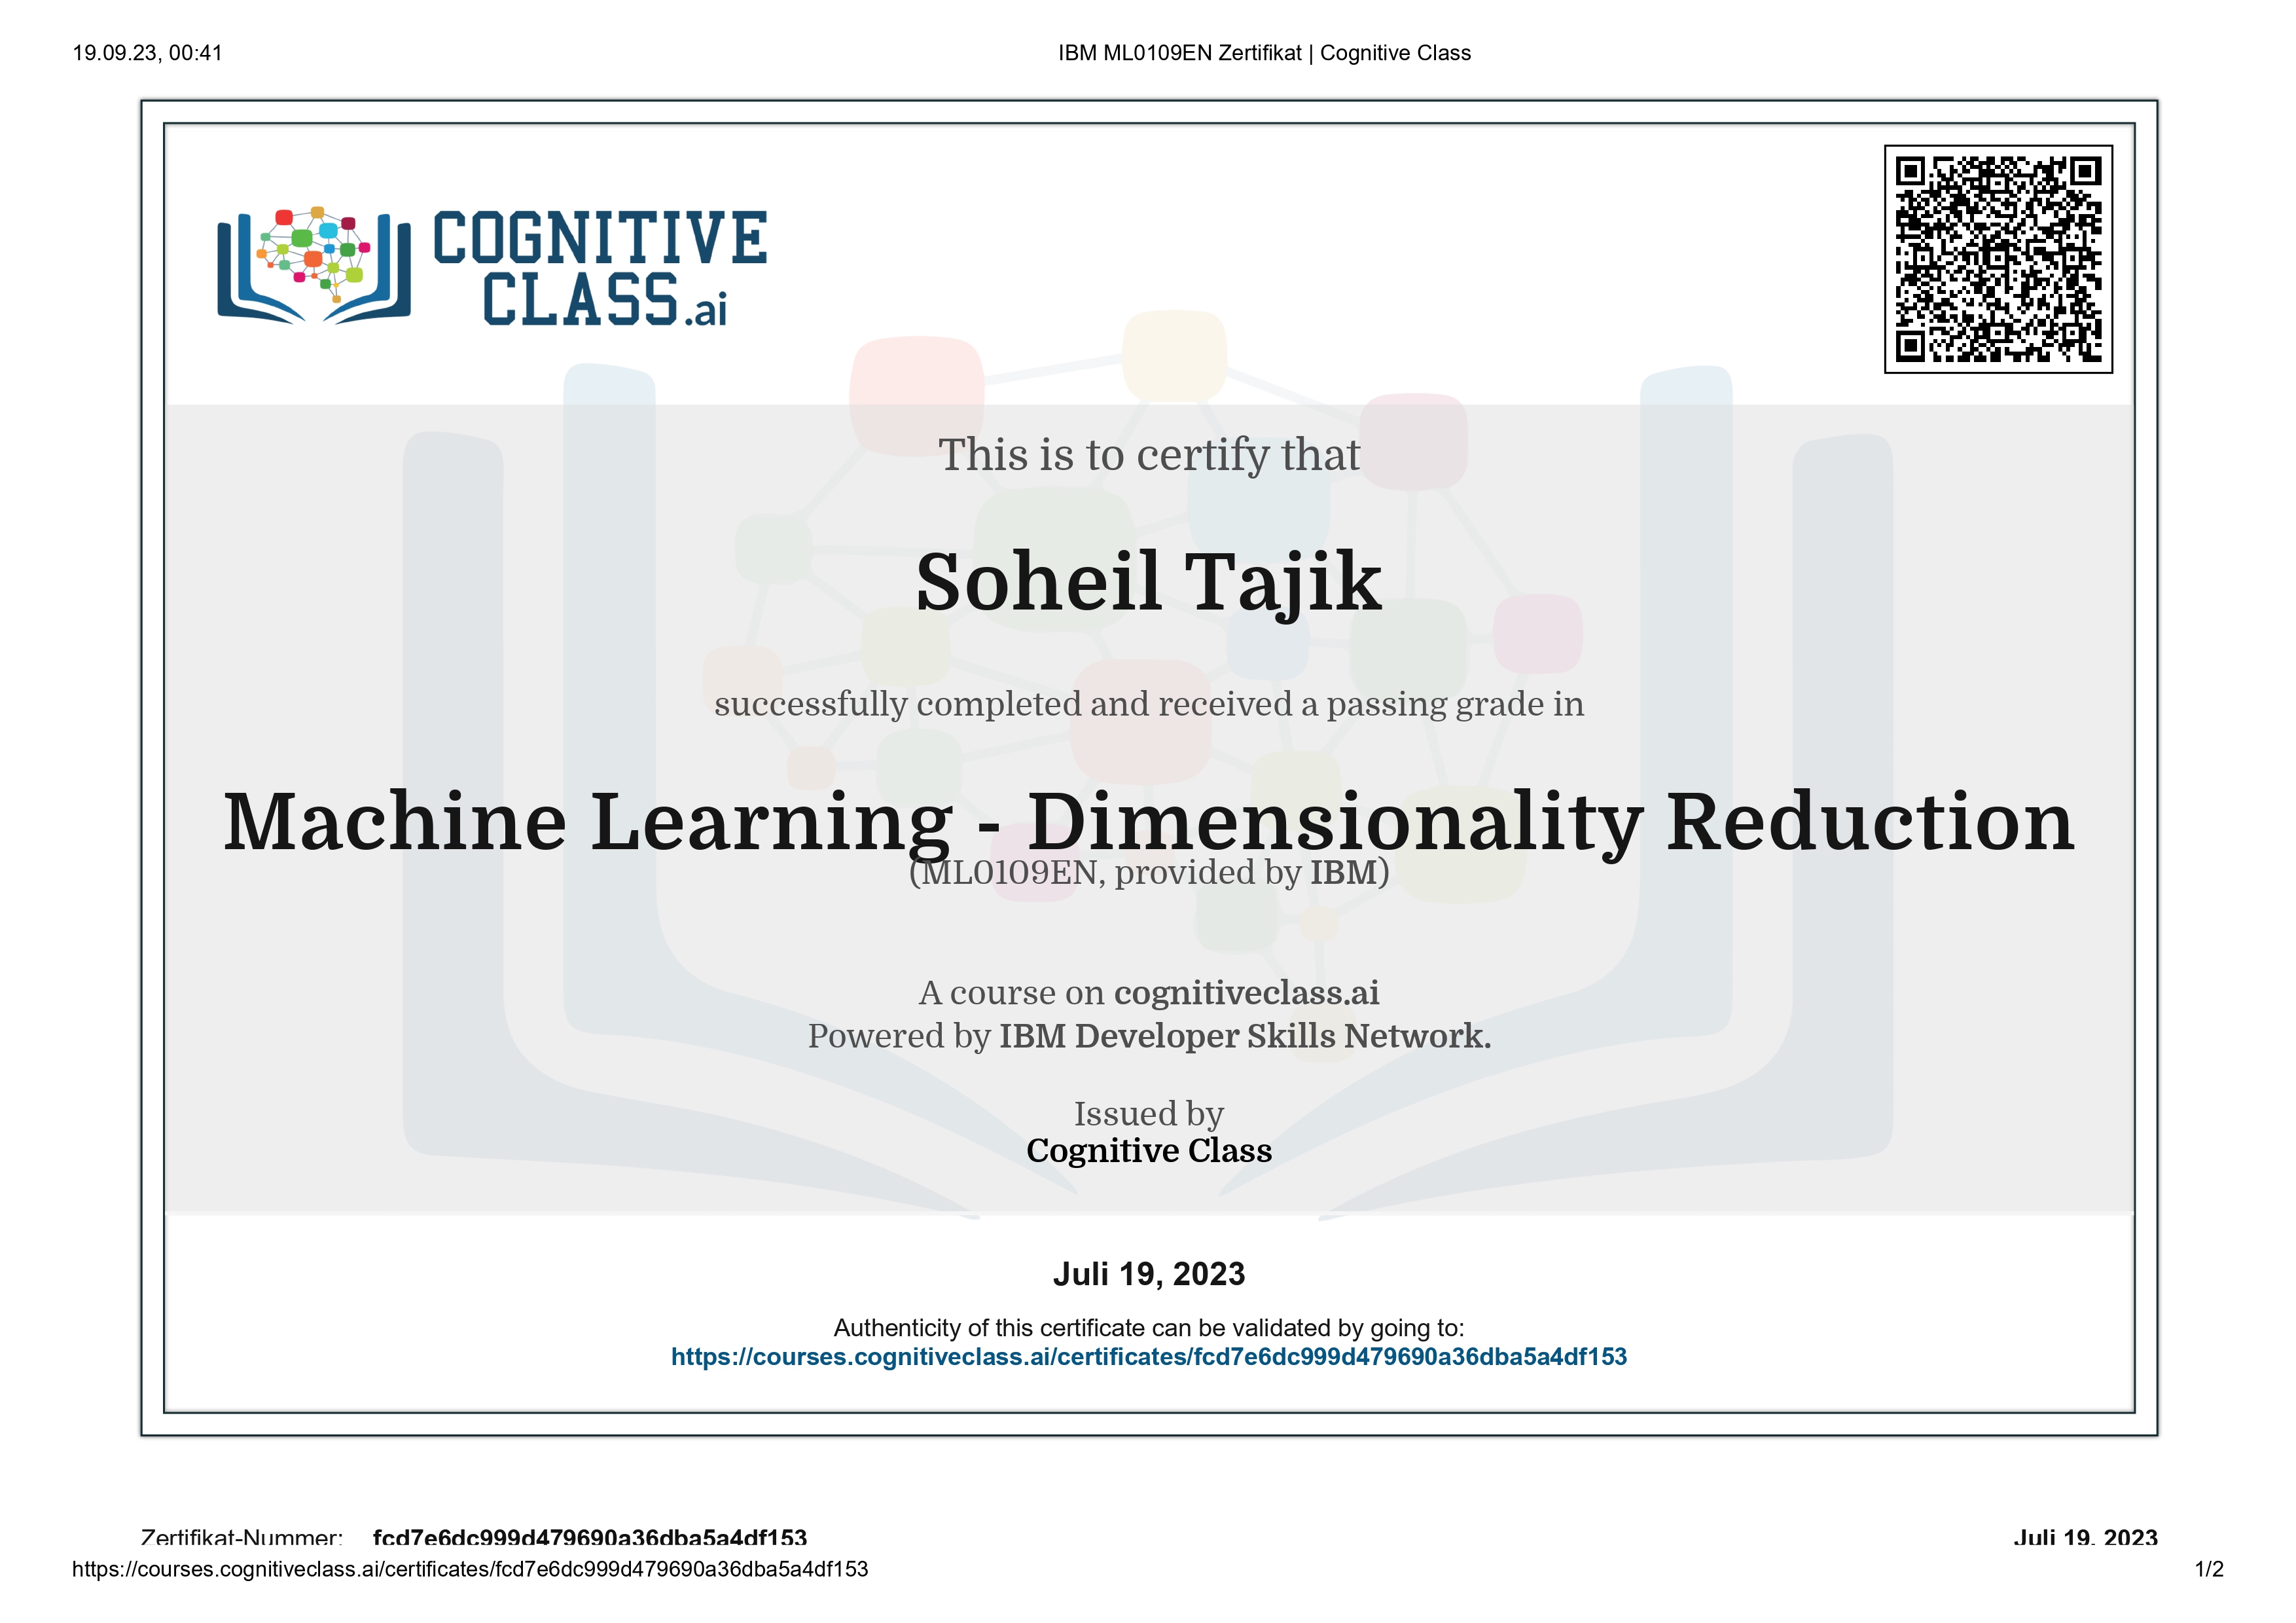 19.09.23, 00:41
IBM ML0109EN Zertifikat | Cognitive Class
COGNITIVE
CLASS.ai
This is to certify that
Soheil Tajik
successfully completed and received a passing grade in
Machine Learning - Dimensionality Reduction
(ML0109EN, provided by IBM)
A course on cognitiveclass.ai
Powered by IBM Developer Skills Network.
Issued by
Cognitive Class
Juli 19, 2023
Authenticity of this certificate can be validated by going to:
https://courses.cognitiveclass.ai/certificates/fcd7e6dc999d479690a36dba5a4df153
Zertifikat-Nummer: fcd7e6dc999d479690a36dba5a4df153
Juli 19, 2023
https://courses.cognitiveclass.ai/certificates/fcd7e6dc999d479690a36dba5a4df153
1/2